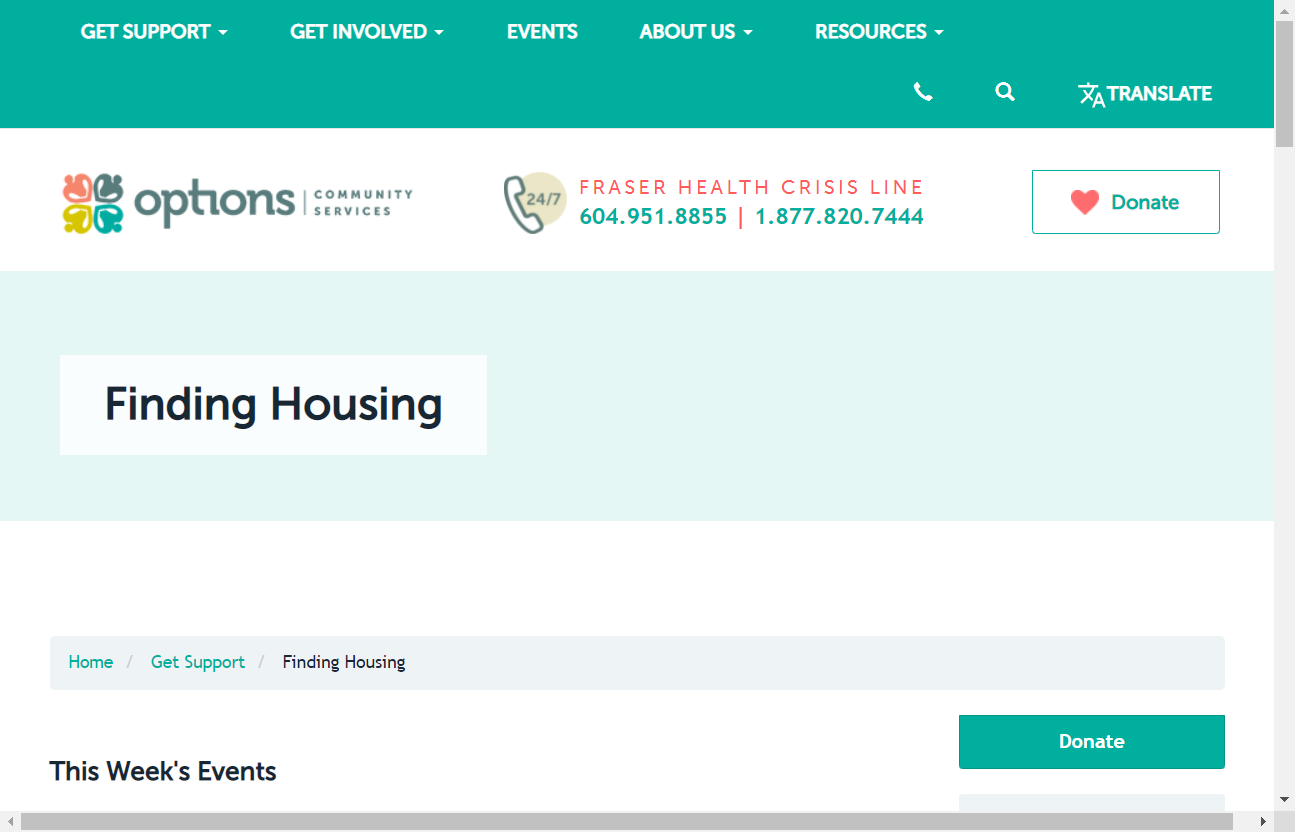 GET SUPPORT
GET INVOLVED
EVENTS
ABOUT US
RESOURCES
TRANSLATE
options | COMMUNITY SERVICES
24/7
FRASER HEALTH CRISIS LINE
604.951.8855 | 1.877.820.7444
Donate
Finding Housing
Home / Get Support / Finding Housing
Donate
This Week's Events